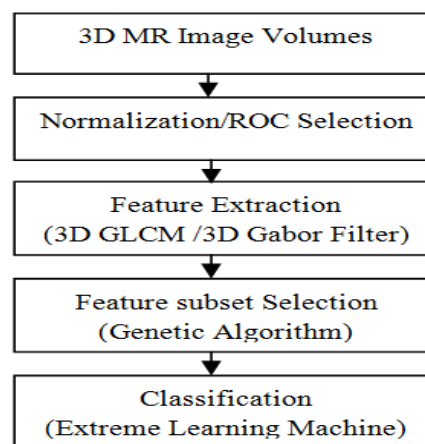 3D MR Image Volumes
Normalization/ROC Selection
Feature Extraction
(3D GLCM /3D Gabor Filter)
Feature subset Selection
(Genetic Algorithm)
Classification
(Extreme Learning Machine)